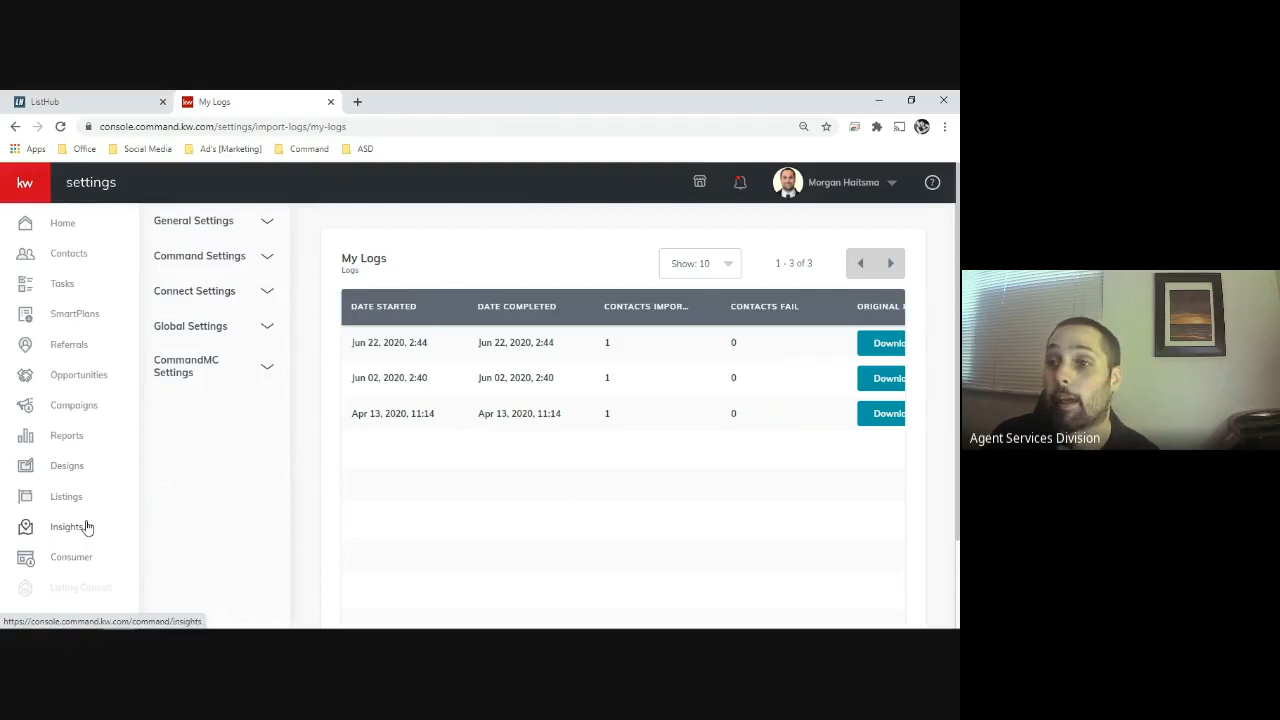 ListHub
My Logs
console.command.kw.com/settings/import-logs/my-logs
Apps Office Social Media Ad's [Marketing] Command ASD
kw settings Morgan Haitsma ?
Home
Contacts
Tasks
SmartPlans
Referrals
Opportunities
Campaigns
Reports
Designs
Listings
Insights
Consumer
Listing Consult
General Settings
Command Settings
Connect Settings
Global Settings
CommandMC
Settings
My Logs
Logs
Show: 10
1 - 3 of 3
DATE STARTED DATE COMPLETED CONTACTS IMPOR... CONTACTS FAIL ORIGINAL
Jun 22, 2020, 2:44 Jun 22, 2020, 2:44 1 0 Downlo
Jun 02, 2020, 2:40 Jun 02, 2020, 2:40 1 0 Downlo
Apr 13, 2020, 11:14 Apr 13, 2020, 11:14 1 0 Downlo
https://console.command.kw.com/command/insights
Agent Services Division